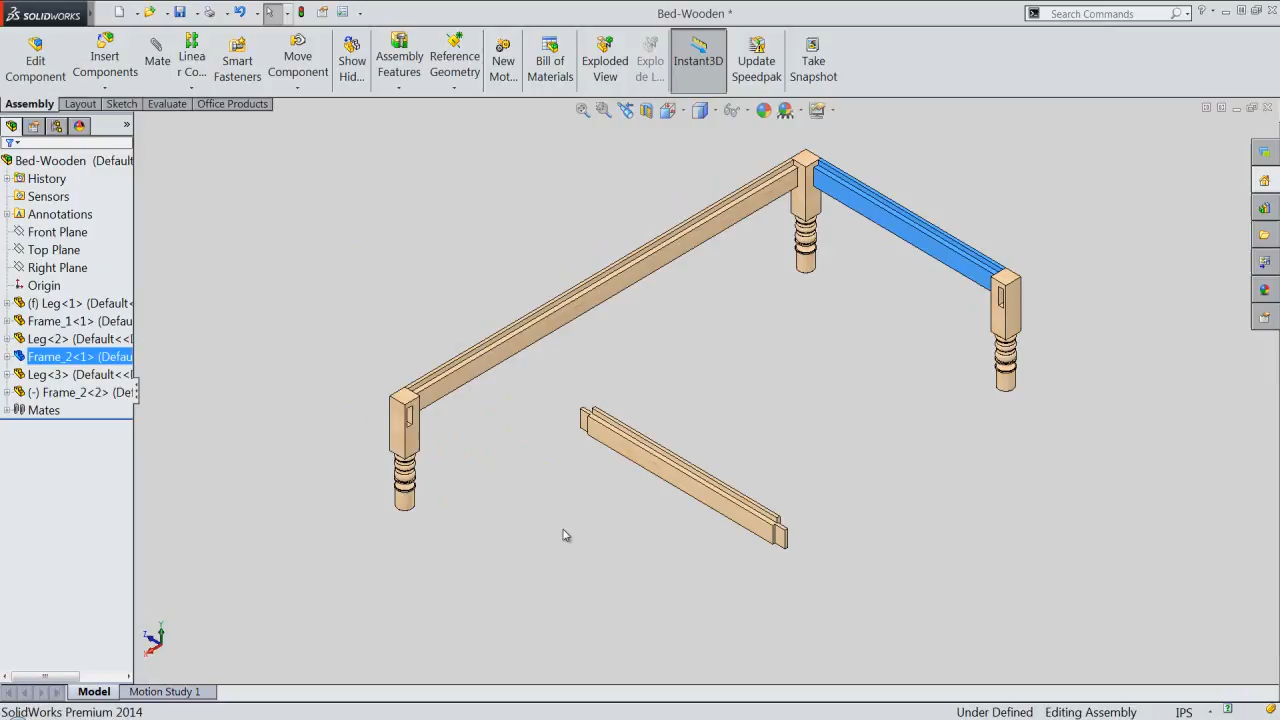 SOLIDWORKS
Bed-Wooden *
Search Commands
Edit Component
Insert Components
Mate
Linea r Co...
Smart Fasteners
Move Component
Show Hid...
Assembly Features
Reference Geometry
New Mot...
Bill of Materials
Exploded View
Explo de L...
Instant3D
Update Speedpak
Take Snapshot
Assembly
Layout
Sketch
Evaluate
Office Products
Bed-Wooden (Default
History
Sensors
Annotations
Front Plane
Top Plane
Right Plane
Origin
(f) Leg<1> (Default<
Frame_1<1> (Defau
Leg<2> (Default<<D
Frame_2<1> (Defau
Leg<3> (Default<<D
(-) Frame_2<2> (Def
Mates
Y
Z
X
Model
Motion Study 1
SolidWorks Premium 2014
Under Defined
Editing Assembly
IPS